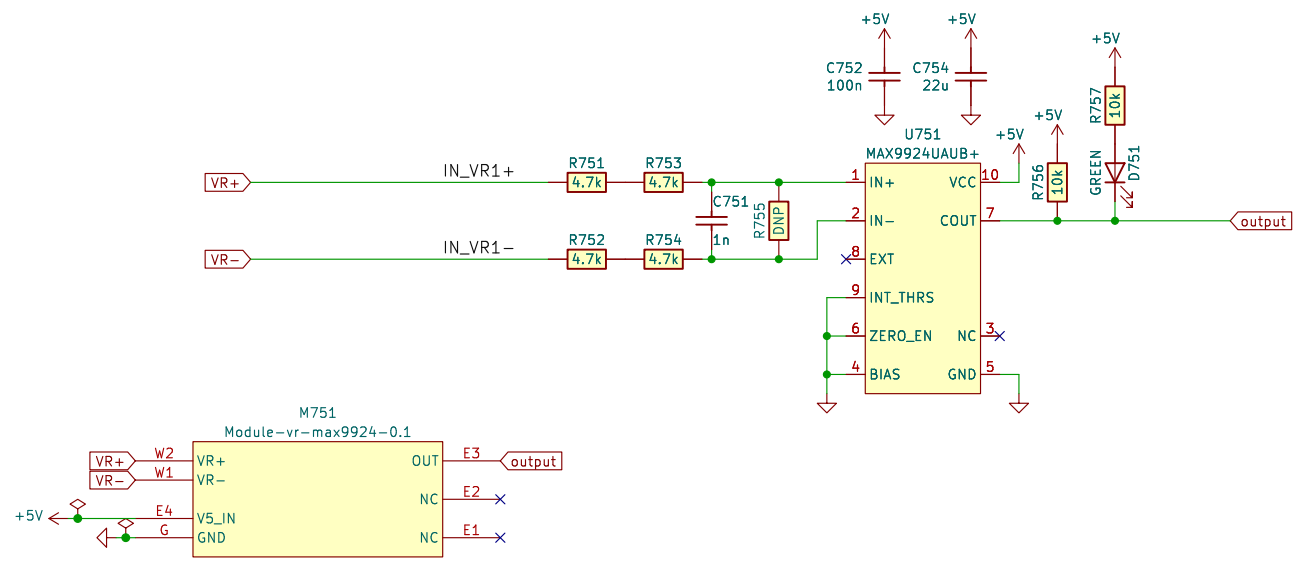 +5V
+5V
+5V
C752
100n
C754
22u
R757
10k
U751
MAX9924UAUB+
+5V
+5V
GREEN
D751
R756
10k
VR+
IN_VR1+
R751
4.7k
R753
4.7k
C751
1n
R755
DNP
1
IN+
VCC
10
2
IN-
COUT
7
output
VR-
IN_VR1-
R752
4.7k
R754
4.7k
8
EXT
9
INT_THRS
6
ZERO_EN
NC
3
4
BIAS
GND
5
M751
Module-vr-max9924-0.1
VR+
W2
VR+
OUT
E3
output
VR-
W1
VR-
NC
E2
+5V
E4
V5_IN
G
GND
NC
E1